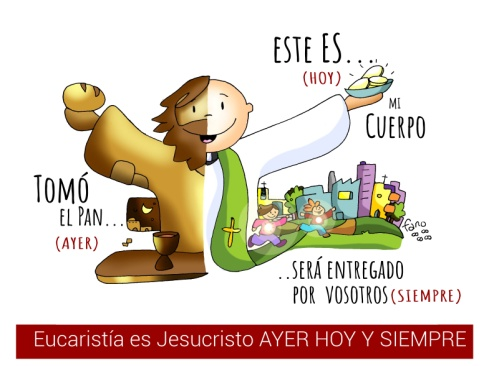 TOMÓ
EL PAN...
(AYER)
ESTE ES...
(HOY)
MI
CUERPO
..SERÁ ENTREGADO
POR VOSOTROS (SIEMPRE)
fano
Eucaristía es Jesucristo AYER HOY Y SIEMPRE